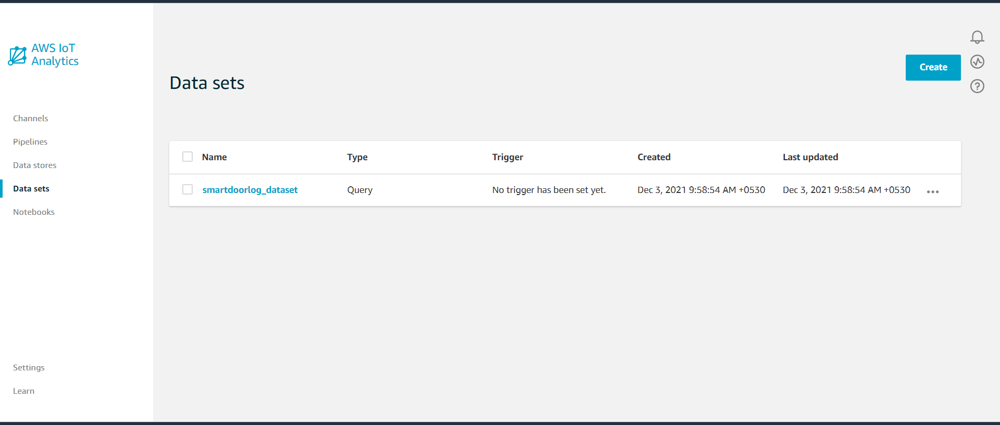 AWS IoT
Analytics
Channels
Pipelines
Data stores
Data sets
Notebooks
Settings
Learn
Data sets
Create
Name Type Trigger Created Last updated
smartdoorlog_dataset Query No trigger has been set yet. Dec 3, 2021 9:58:54 AM +0530 Dec 3, 2021 9:58:54 AM +0530